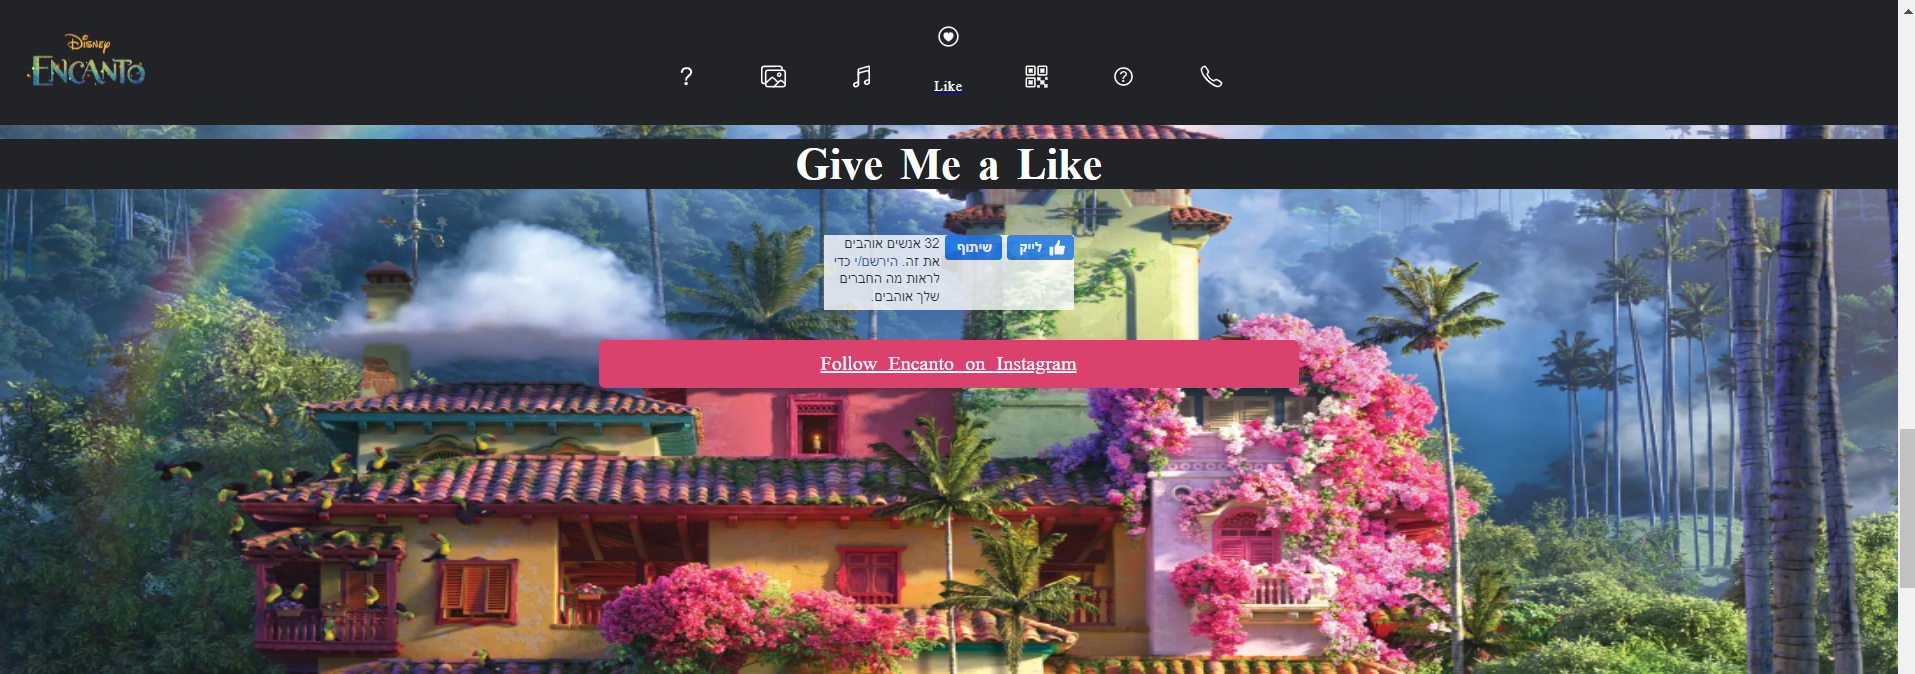 Disney
ENCANTO
Like
Give Me a Like
לייק
שיתוף
32 אנשים אוהבים
את זה. הירשם/י כדי
לראות מה החברים
שלך אוהבים.
Follow Encanto on Instagram